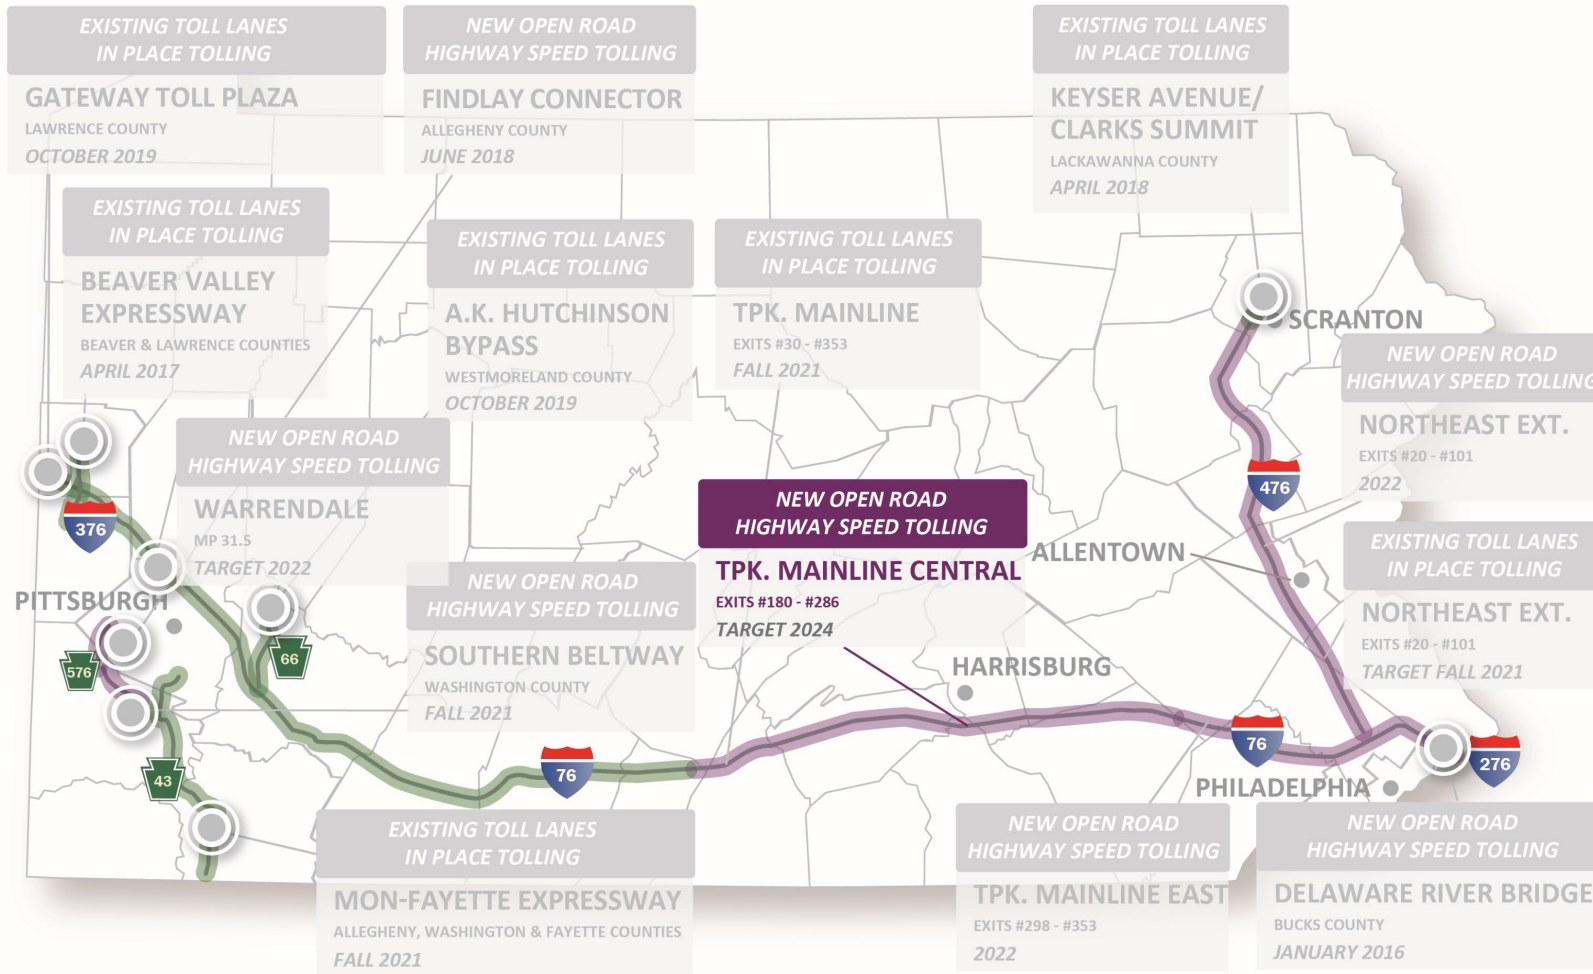 EXISTING TOLL LANES
IN PLACE TOLLING
GATEWAY TOLL PLAZA
LAWRENCE COUNTY
OCTOBER 2019
NEW OPEN ROAD
HIGHWAY SPEED TOLLING
FINDLAY CONNECTOR
ALLEGHENY COUNTY
JUNE 2018
EXISTING TOLL LANES
IN PLACE TOLLING
KEYSER AVENUE/
CLARKS SUMMIT
LACKAWANNA COUNTY
APRIL 2018
EXISTING TOLL LANES
IN PLACE TOLLING
BEAVER VALLEY
EXPRESSWAY
BEAVER & LAWRENCE COUNTIES
APRIL 2017
EXISTING TOLL LANES
IN PLACE TOLLING
A.K. HUTCHINSON
BYPASS
WESTMORELAND COUNTY
OCTOBER 2019
EXISTING TOLL LANES
IN PLACE TOLLING
TPK. MAINLINE
EXITS #30 - #353
FALL 2021
SCRANTON
NEW OPEN ROAD
HIGHWAY SPEED TOLLING
NORTHEAST EXT.
EXITS #20 - #101
2022
NEW OPEN ROAD
HIGHWAY SPEED TOLLING
WARRENDALE
MP 31.5
TARGET 2022
376
476
NEW OPEN ROAD
HIGHWAY SPEED TOLLING
TPK. MAINLINE CENTRAL
EXITS #180 - #286
TARGET 2024
ALLENTOWN
EXISTING TOLL LANES
IN PLACE TOLLING
NORTHEAST EXT.
EXITS #20 - #101
TARGET FALL 2021
PITTSBURGH
NEW OPEN ROAD
HIGHWAY SPEED TOLLING
SOUTHERN BELTWAY
WASHINGTON COUNTY
FALL 2021
576
66
HARRISBURG
43
76
76
276
PHILADELPHIA
EXISTING TOLL LANES
IN PLACE TOLLING
MON-FAYETTE EXPRESSWAY
ALLEGHENY, WASHINGTON & FAYETTE COUNTIES
FALL 2021
NEW OPEN ROAD
HIGHWAY SPEED TOLLING
TPK. MAINLINE EAST
EXITS #298 - #353
2022
NEW OPEN ROAD
HIGHWAY SPEED TOLLING
DELAWARE RIVER BRIDGE
BUCKS COUNTY
JANUARY 2016